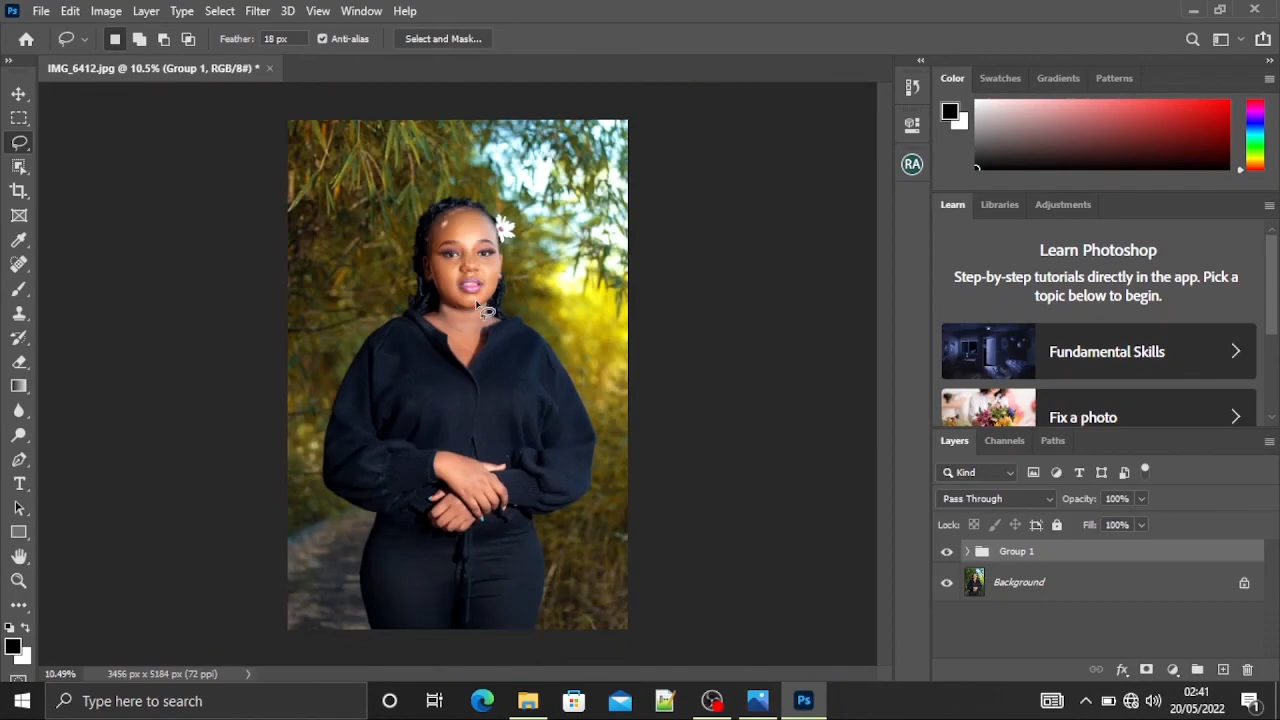 Ps File Edit Image Layer Type Select Filter 3D View Window Help
Feather: 18 px Anti-alias Select and Mask...
IMG_6412.jpg @ 10.5% (Group 1, RGB/8#) * ×
Color Swatches Gradients Patterns
RA
Learn Libraries Adjustments
Learn Photoshop
Step-by-step tutorials directly in the app. Pick a
topic below to begin.
Fundamental Skills
Fix a photo
Layers Channels Paths
Kind
Pass Through Opacity: 100%
Lock: Fill: 100%
Group 1
Background
10.49% 3456 px x 5184 px (72 ppi)
Type here to search
Ps
02:41
20/05/2022
1